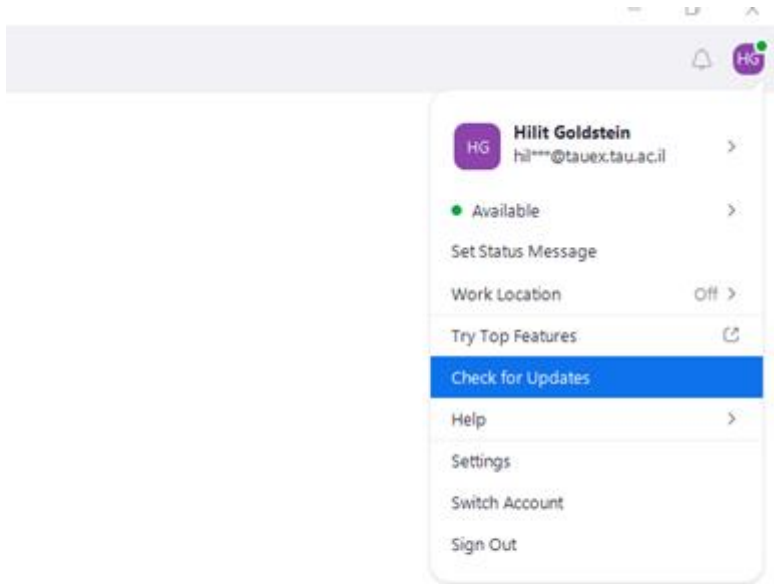 HG
Hilit Goldstein
HG
hil***@tauex.tau.ac.il
Available
Set Status Message
Work Location Off
Try Top Features
Check for Updates
Help
Settings
Switch Account
Sign Out